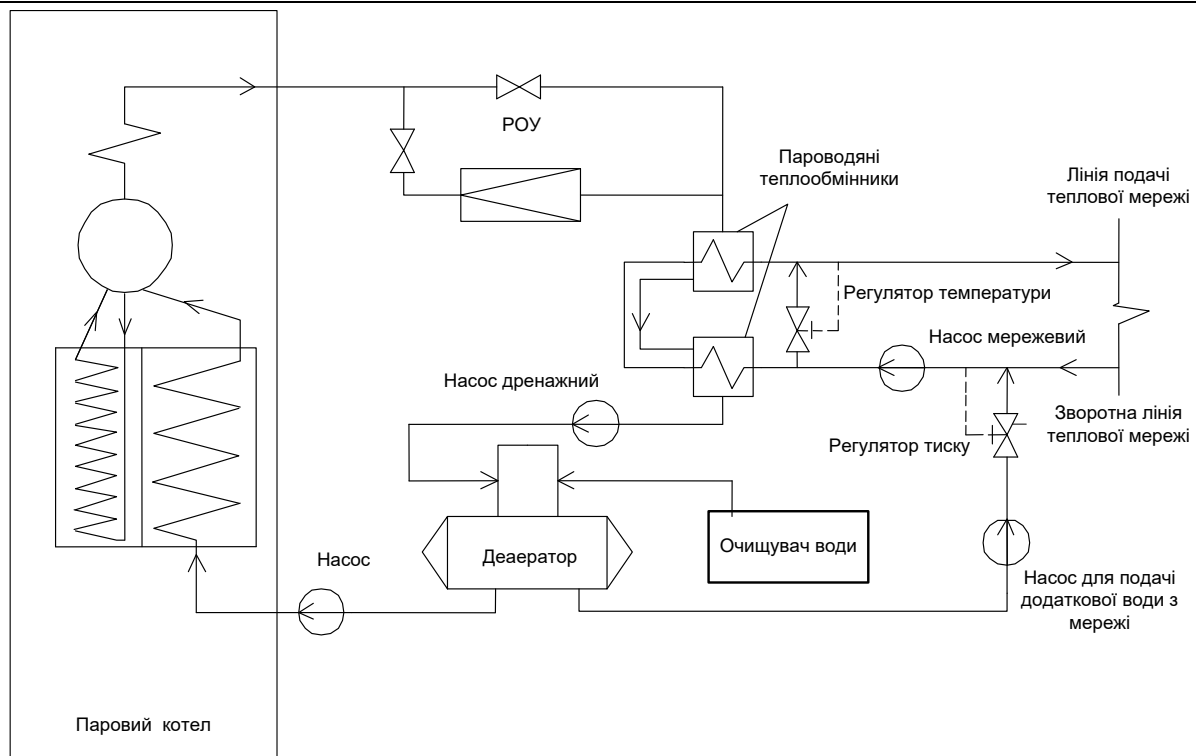 РОУ
Пароводяні
теплообмінники
Лінія подачі
теплової мережі
Регулятор температури
Насос мережевий
Насос дренажний
Зворотна лінія
теплової мережі
Регулятор тиску
Очищувач води
Деаератор
Насос
Насос для подачі
додаткової води з
мережі
Паровий котел